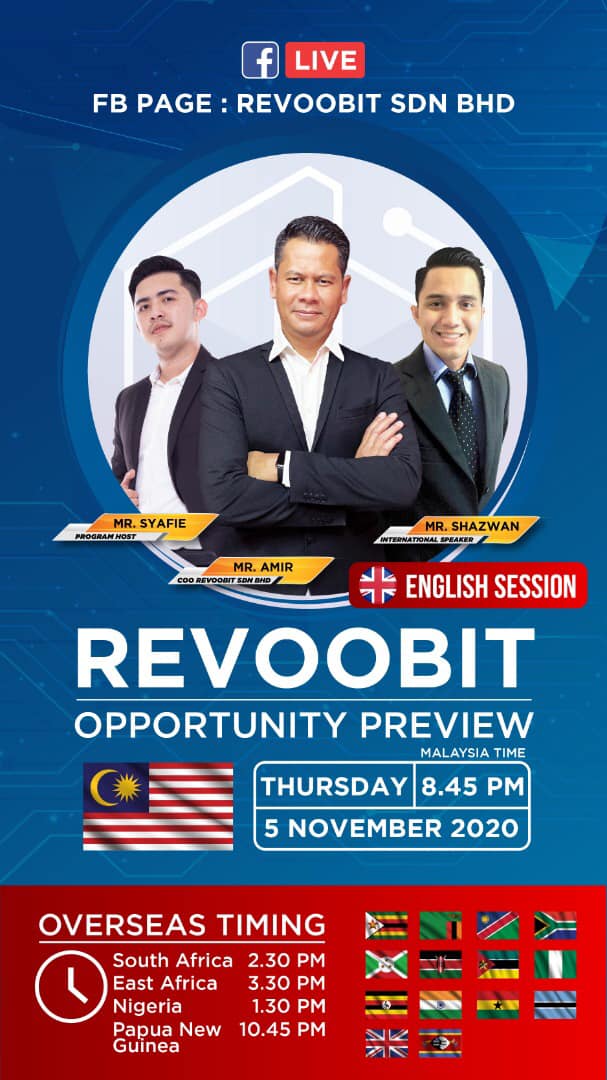 f LIVE
FB PAGE : REVOOBIT SDN BHD
MR. SYAFIE
PROGRAM HOST
MR. SHAZWAN
INTERNATIONAL SPEAKER
MR. AMIR
COO REVOOBIT SDN BHD
ENGLISH SESSION
REVOOBIT
OPPORTUNITY PREVIEW
MALAYSIA TIME
THURSDAY 8.45 PM
5 NOVEMBER 2020
OVERSEAS TIMING
South Africa 2.30 PM
East Africa 3.30 PM
Nigeria 1.30 PM
Papua New 10.45 PM
Guinea